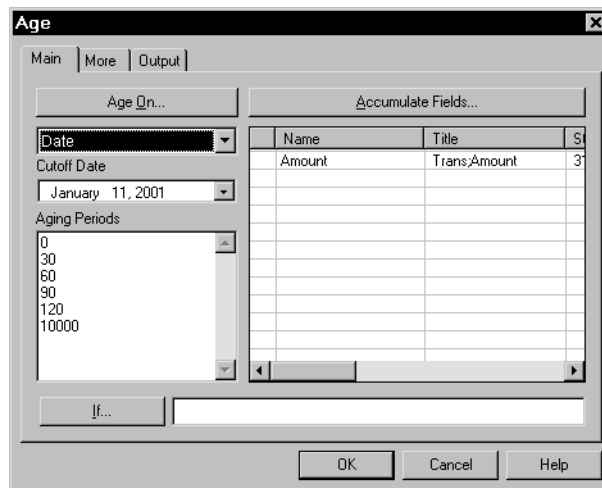 Age
Main More Output
Age On... Accumulate Fields...
Date
Cutoff Date
January 11, 2001
Aging Periods
0
30
60
90
120
10000
Name Title
Amount Trans;Amount
If...
OK Cancel Help